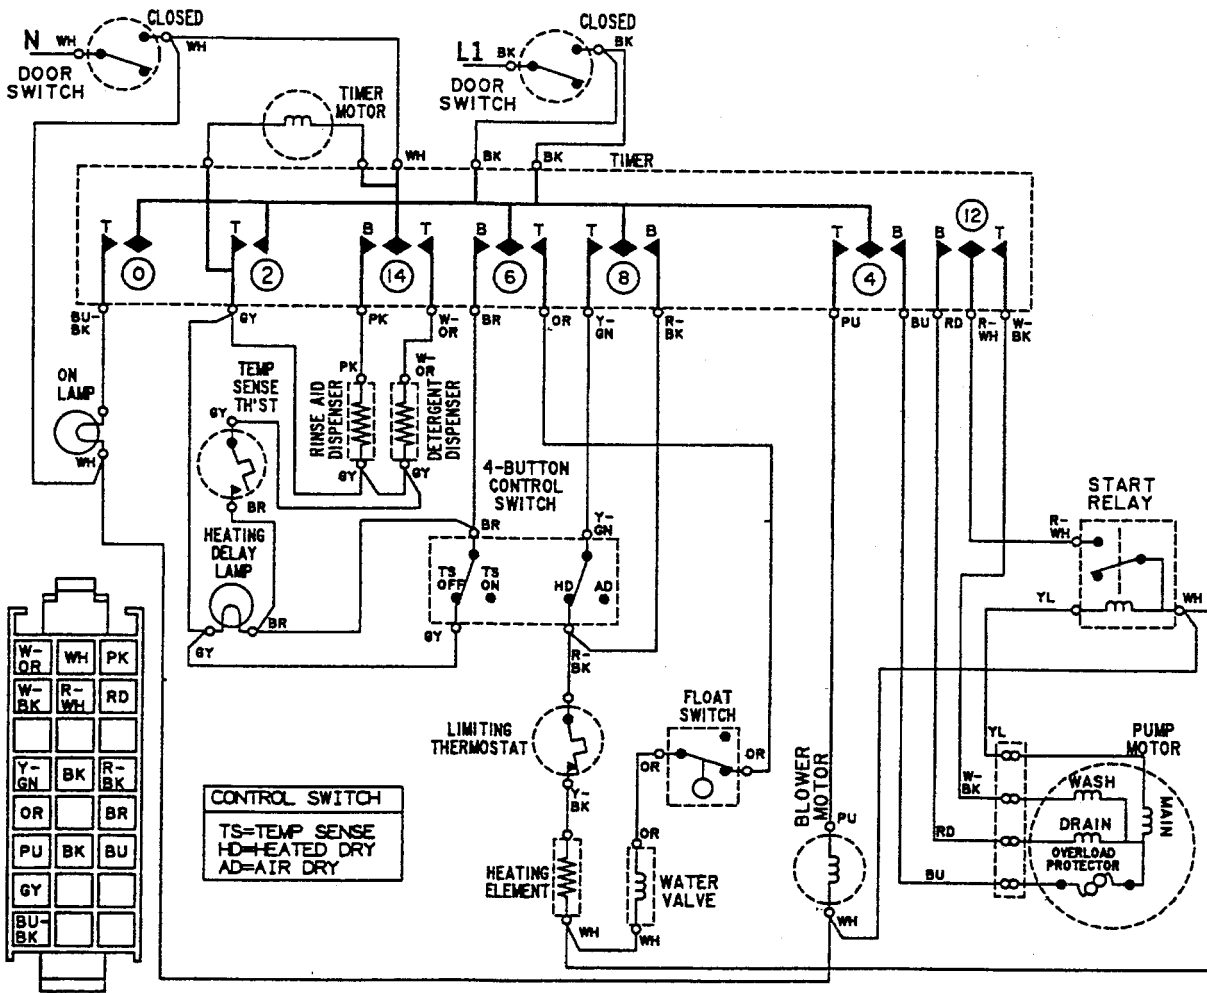 CLOSED
N
WH
WH
DOOR
SWITCH
CLOSED
L1
BK
BK
DOOR
SWITCH
TIMER
MOTOR
WH
BK
BK
TIMER
T
T
B
T
B
T
T
B
T
B
B
12
T
0
2
14
6
8
4
BU-
BK
GY
PK
W-
OR
BR
OR
Y-
GN
R-
BK
PU
BU
RD
R-
WH
W-
BK
ON
LAMP
WH
TEMP
SENSE
TH'ST
GY
BR
PK
RINSE AID
DISPENSER
GY
W-
OR
DETERGENT
DISPENSER
GY
4-BUTTON
CONTROL
SWITCH
BR
Y-
GN
TS
OFF
TS
ON
HD
AD
GY
R-
BK
HEATING
DELAY
LAMP
BR
GY
START
RELAY
R-
WH
YL
WH
W-
OR
WH
PK
W-
BK
R-
WH
RD
Y-
GN
BK
R-
BK
OR
BR
PU
BK
BU
GY
BU-
BK
CONTROL SWITCH
TS=TEMP SENSE
HD=HEATED DRY
AD=AIR DRY
LIMITING
THERMOSTAT
Y-
BK
HEATING
ELEMENT
WH
FLOAT
SWITCH
OR
OR
OR
WATER
VALVE
WH
BLOWER
MOTOR
PU
WH
YL
PUMP
MOTOR
W-
BK
WASH
MAIN
RD
DRAIN
OVERLOAD
PROTECTOR
BU